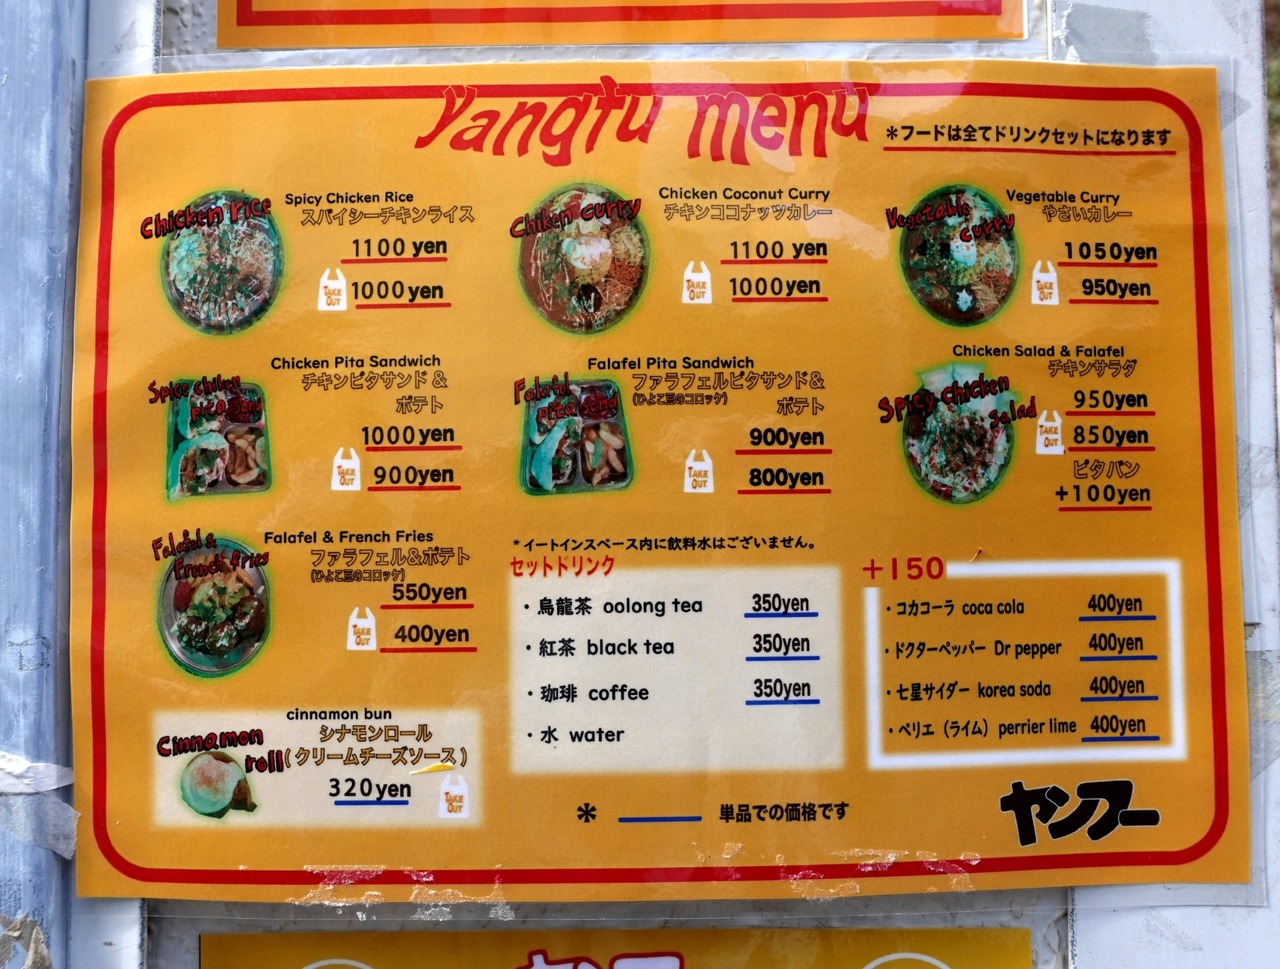 Yangfu menu
＊フードは全てドリンクセットになります
Chicken rice
Spicy Chicken Rice
スパイシーチキンライス
1100 yen
TAKE OUT
1000yen
Chiken curry
Chicken Coconut Curry
チキンココナッツカレー
1100 yen
TAKE OUT
1000yen
Vegetable curry
Vegetable Curry
やさいカレー
1050yen
TAKE OUT
950yen
Spice chiken pita sand
Chicken Pita Sandwich
チキンピタサンド &
ポテト
1000 yen
TAKE OUT
900yen
Falafel pita sand
Falafel Pita Sandwich
ファラフェルピタサンド&
(ひよこ豆のコロッケ)
ポテト
900yen
TAKE OUT
800yen
Spicy chicken salad
Chicken Salad & Falafel
チキンサラダ
950yen
TAKE OUT
850yen
ピタパン
+100yen
Falafel & French fries
Falafel & French Fries
ファラフェル&ポテト
(ひよこ豆のコロッケ)
550yen
TAKE OUT
400yen
Cinnamon roll
cinnamon bun
シナモンロール
(クリームチーズソース)
320yen
TAKE OUT
＊イートインスペース内に飲料水はございません。
セットドリンク
・烏龍茶 oolong tea 350yen
・紅茶 black tea 350yen
・珈琲 coffee 350yen
・水 water
+150
・コカコーラ coca cola 400yen
・ドクターペッパー Dr pepper 400yen
・七星サイダー korea soda 400yen
・ペリエ（ライム）perrier lime 400yen
＊ 単品での価格です
ヤンフー